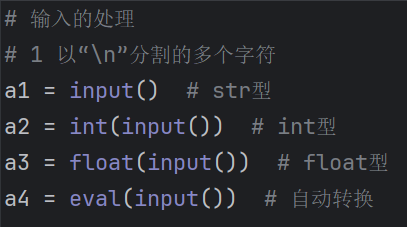 # 输入的处理
# 1 以“\n”分割的多个字符
a1 = input()  # str型
a2 = int(input())  # int型
a3 = float(input())  # float型
a4 = eval(input())  # 自动转换